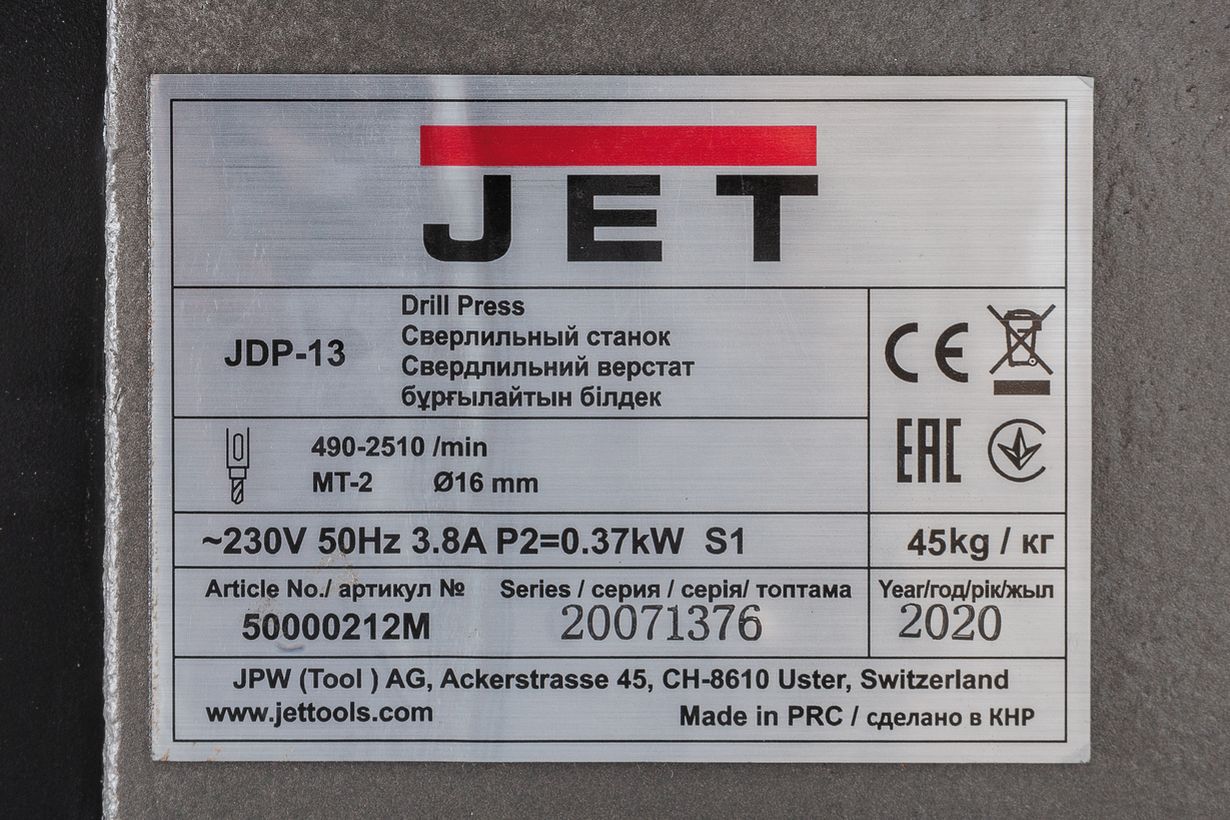 JET
JDP-13
Drill Press
Сверлильный станок
Свердлильний верстат
бұрғылайтын білдек
CE
EAC
490-2510 /min
MT-2 Ø16 mm
~230V 50Hz 3.8A P2=0.37kW S1
45kg / кг
Article No./ артикул №
50000212M
Series / серия / серія/ топтама
20071376
Year/год/рік/жыл
2020
JPW (Tool ) AG, Ackerstrasse 45, CH-8610 Uster, Switzerland
www.jettools.com
Made in PRC / сделано в КНР